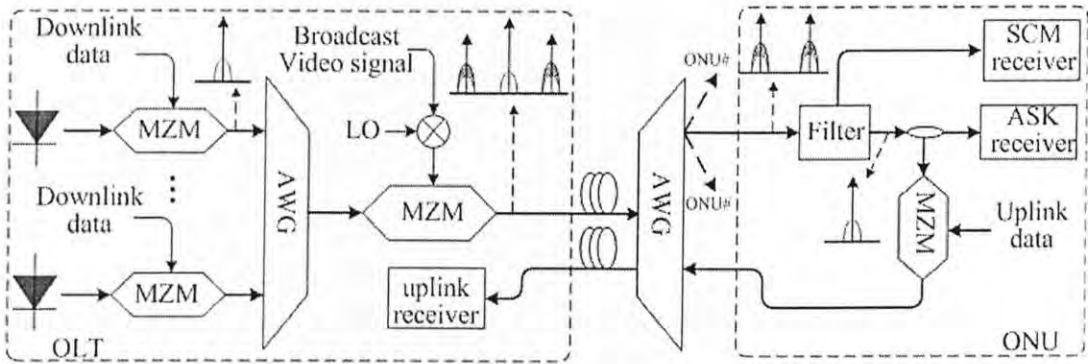 Downlink
data
MZM
Downlink
data
MZM
OLT
AWG
Broadcast
Video signal
LO
MZM
uplink
receiver
AWG
ONU#
ONU#
Filter
SCM
receiver
ASK
receiver
MZM
Uplink
data
ONU